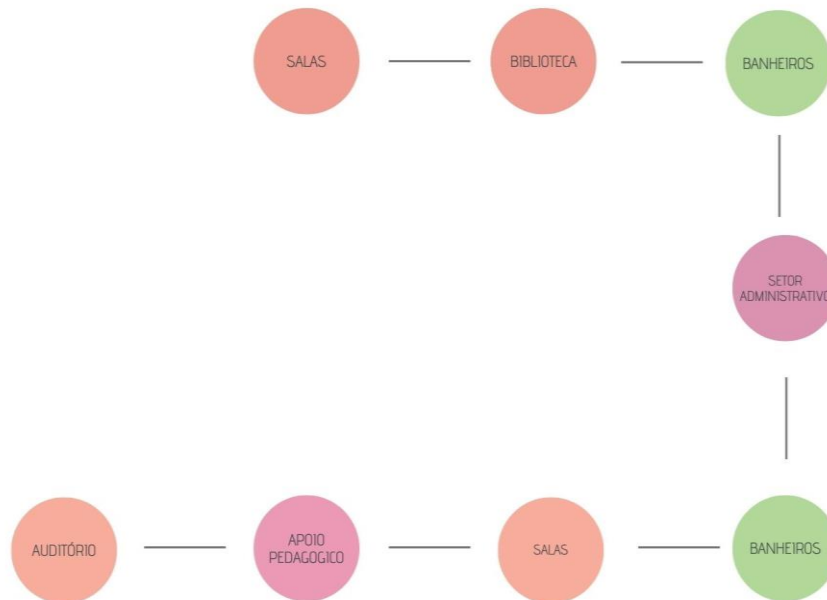 SALAS
BIBLIOTECA
BANHEIROS
SETOR
ADMINISTRATIVO
AUDITÓRIO
APOIO
PEDAGOGICO
SALAS
BANHEIROS